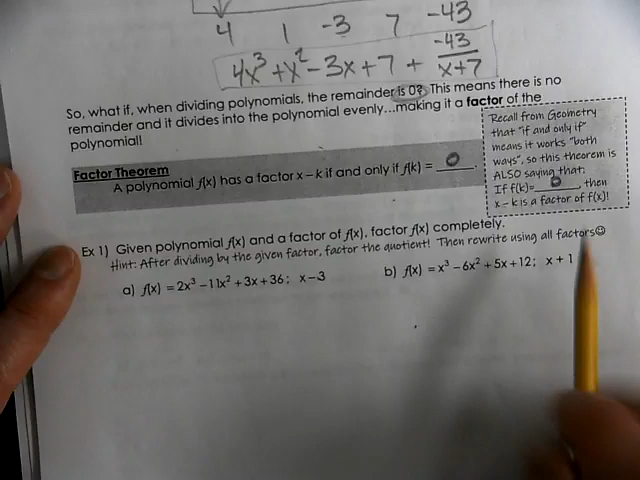 4 1 -3 7 -43
4x³ + x² - 3x + 7 + -43/x+7
So, what if, when dividing polynomials, the remainder is 0? This means there is no
remainder and it divides into the polynomial evenly...making it a factor of the
polynomial!
Factor Theorem
A polynomial f(x) has a factor x – k if and only if f(k) = 0.
Recall from Geometry
that "if and only if"
means it works "both
ways", so this theorem is
ALSO saying that:
If f(k)= 0, then
x – k is a factor of f(x)!
Ex 1) Given polynomial f(x) and a factor of f(x), factor f(x) completely.
Hint: After dividing by the given factor, factor the quotient! Then rewrite using all factors☺
a) f(x) = 2x³ – 11x² + 3x + 36; x – 3
b) f(x) = x³ – 6x² + 5x + 12; x + 1